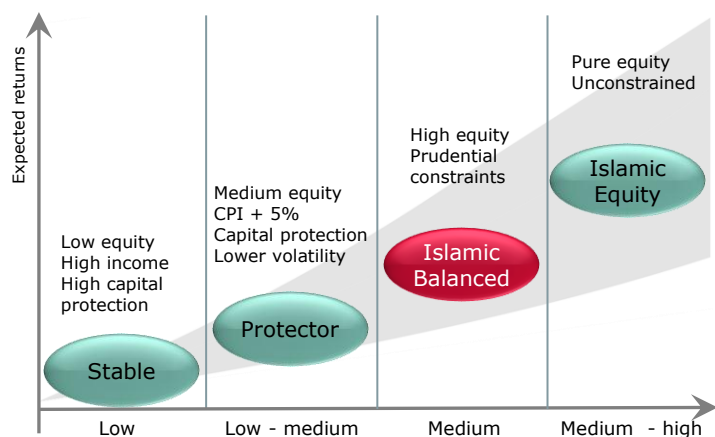 Expected returns
Pure equity
Unconstrained
High equity
Prudential
constraints
Islamic
Equity
Medium equity
CPI + 5%
Capital protection
Lower volatility
Low equity
High income
High capital
protection
Islamic
Balanced
Protector
Stable
Low
Low - medium
Medium
Medium - high